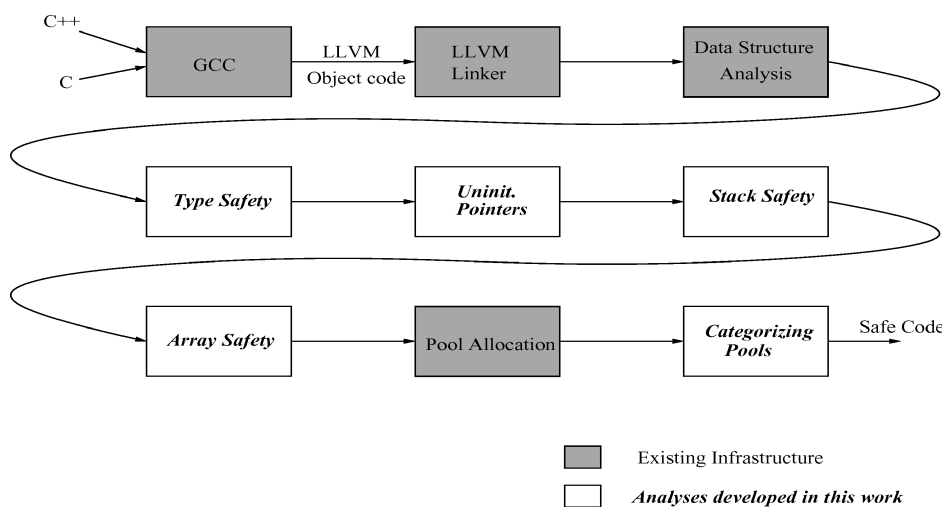 C++
C
GCC
LLVM
Object code
LLVM
Linker
Data Structure
Analysis
Type Safety
Uninit.
Pointers
Stack Safety
Array Safety
Pool Allocation
Categorizing
Pools
Safe Code
Existing Infrastructure
Analyses developed in this work